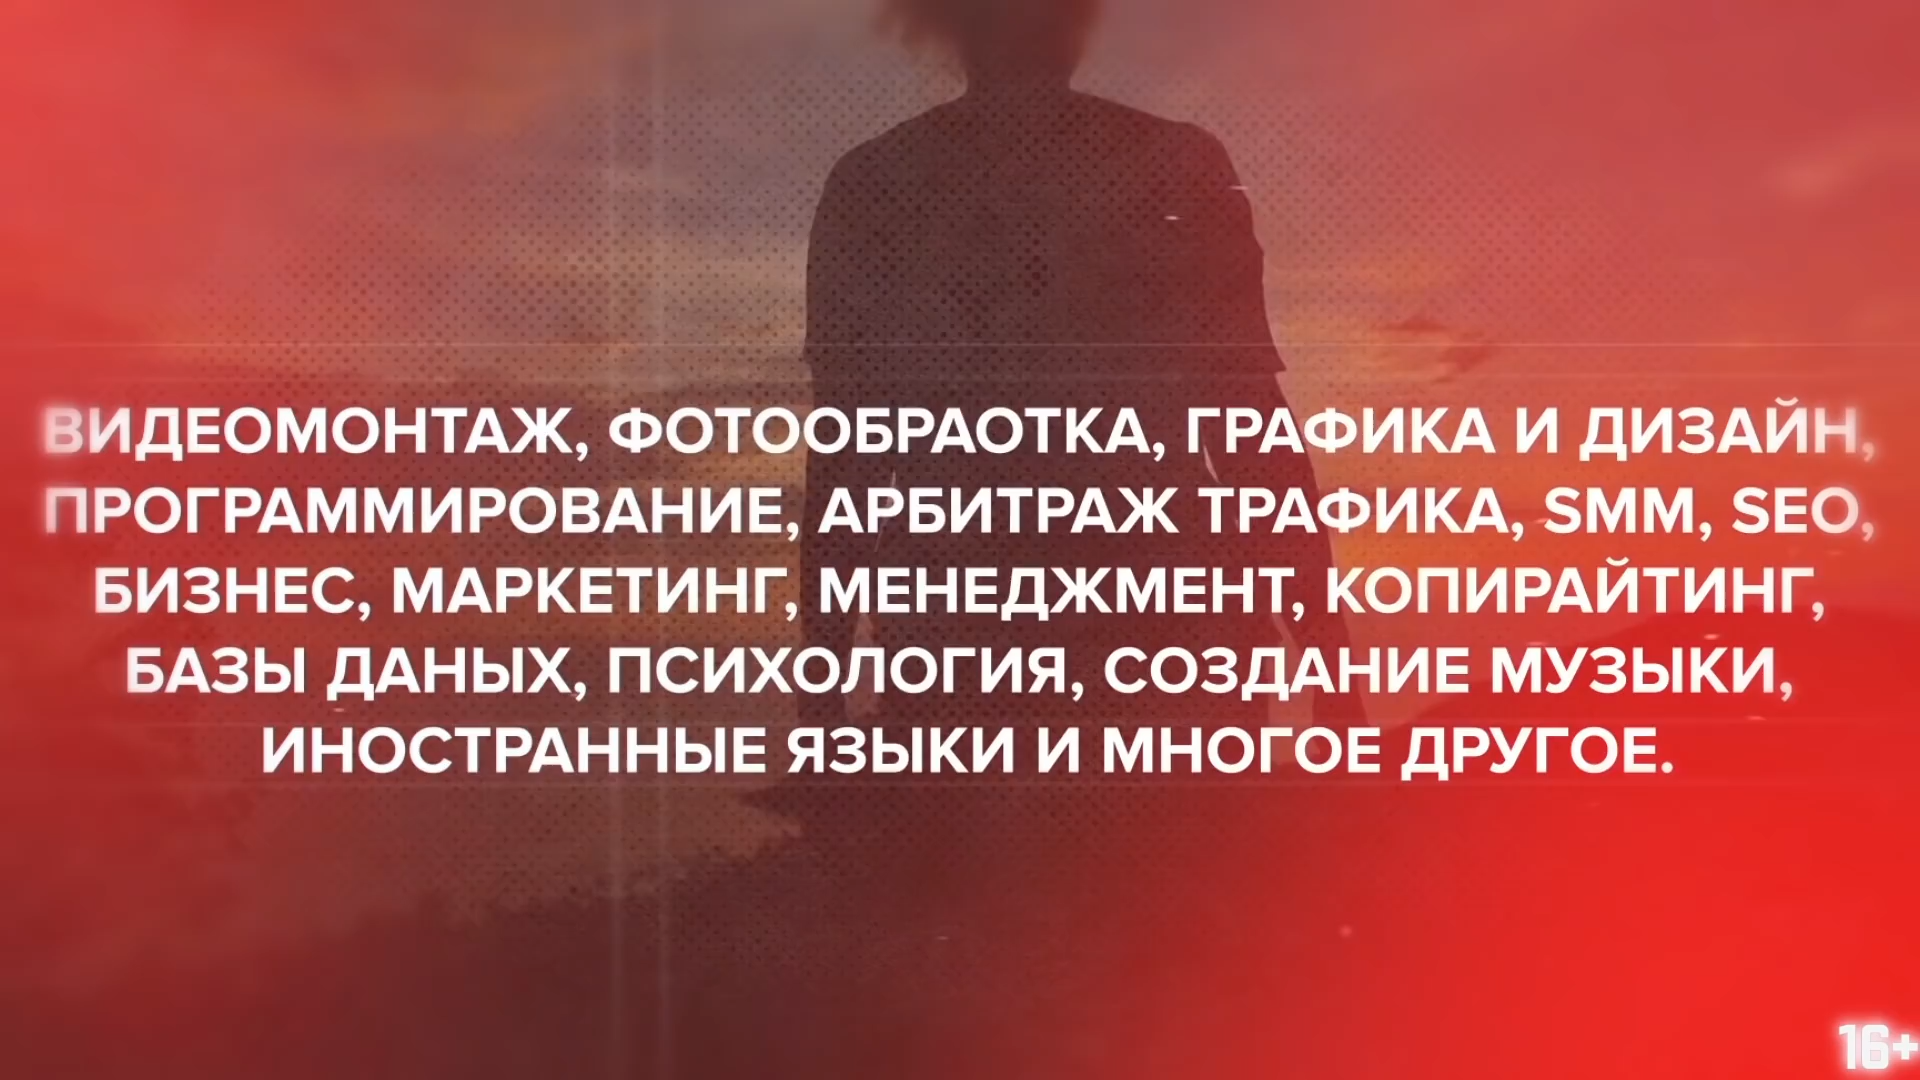 ВИДЕОМОНТАЖ, ФОТООБРАОТКА, ГРАФИКА И ДИЗАЙН,
ПРОГРАММИРОВАНИЕ, АРБИТРАЖ ТРАФИКА, SMM, SEO,
БИЗНЕС, МАРКЕТИНГ, МЕНЕДЖМЕНТ, КОПИРАЙТИНГ,
БАЗЫ ДАНЫХ, ПСИХОЛОГИЯ, СОЗДАНИЕ МУЗЫКИ,
ИНОСТРАННЫЕ ЯЗЫКИ И МНОГОЕ ДРУГОЕ.
16+